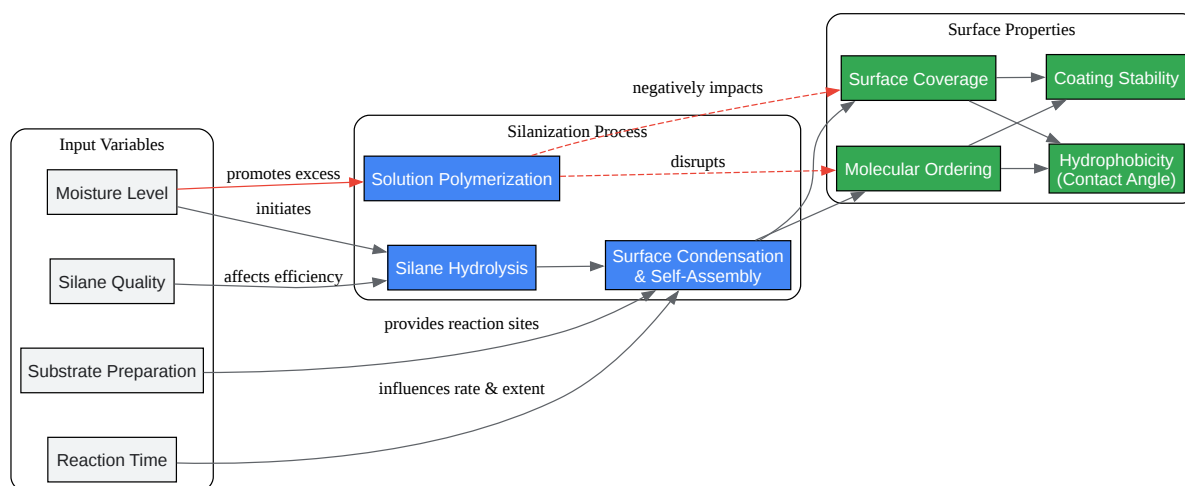 Surface Properties
Surface Coverage
Coating Stability
negatively impacts
Silanization Process
Input Variables
Solution Polymerization
disrupts
Molecular Ordering
Hydrophobicity
(Contact Angle)
promotes excess
Moisture Level
initiates
Silane Hydrolysis
Surface Condensation
& Self-Assembly
Silane Quality
affects efficiency
provides reaction sites
Substrate Preparation
influences rate & extent
Reaction Time